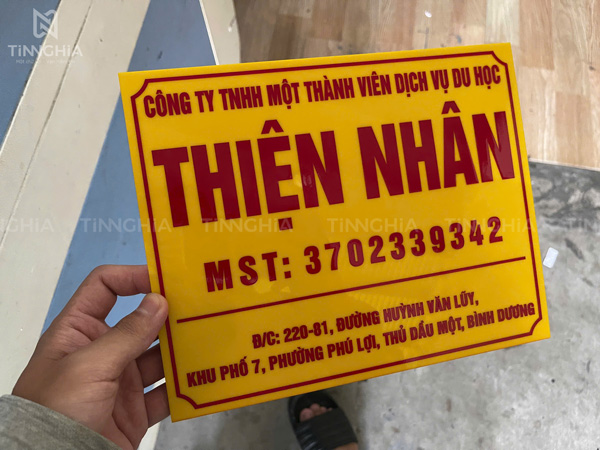 TiNNGHiA
CÔNG TY TNHH MỘT THÀNH VIÊN DỊCH VỤ DU HỌC
THIỆN NHÂN
MST: 3702339342
Đ/C: 220-81, ĐƯỜNG HUỲNH VĂN LŨY,
KHU PHỐ 7, PHƯỜNG PHÚ LỢI, THỦ DẦU MỘT, BÌNH DƯƠNG